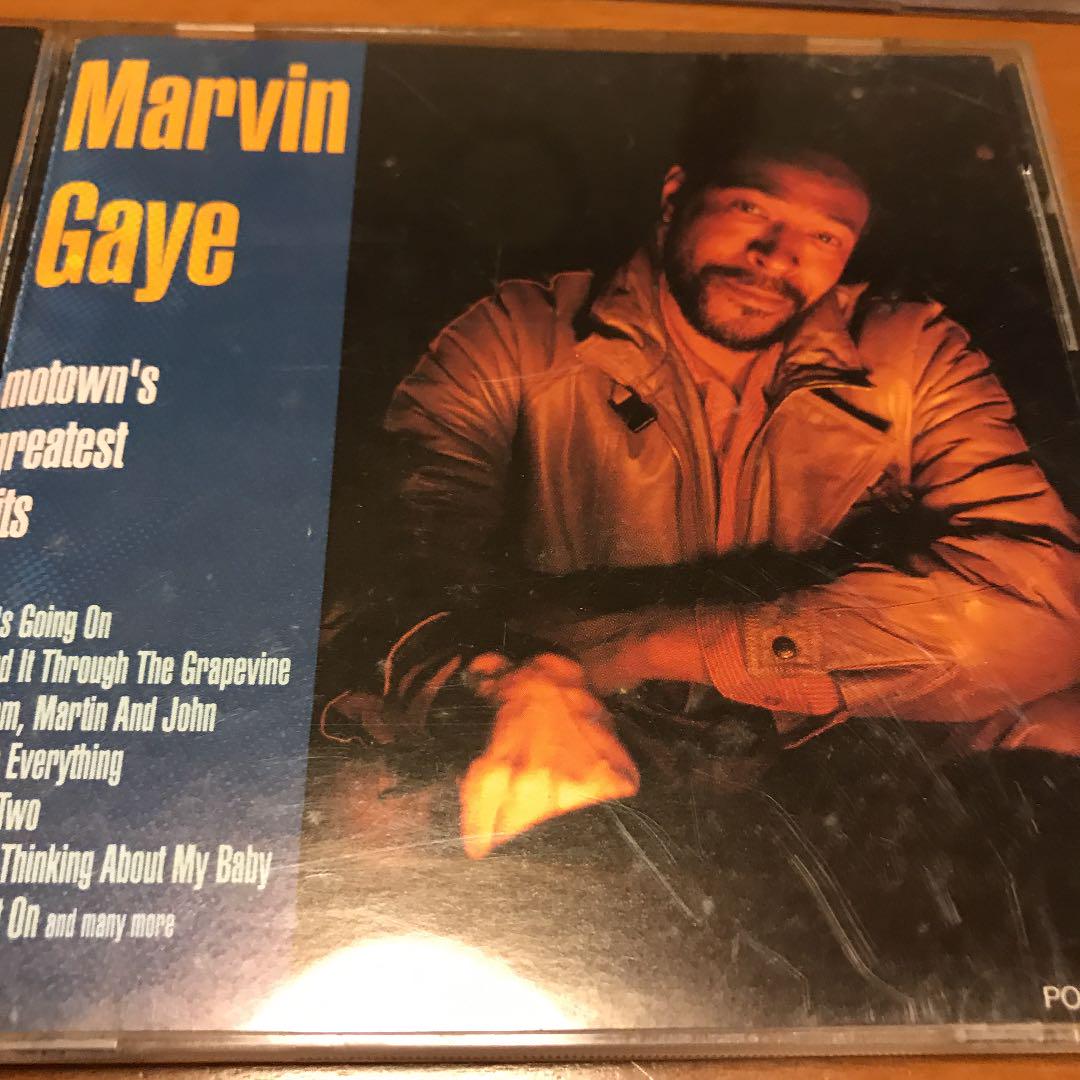 Marvin
Gaye
motown's
greatest
its
's Going On
d It Through The Grapevine
m, Martin And John
Everything
Two
Thinking About My Baby
t On and many more
PO